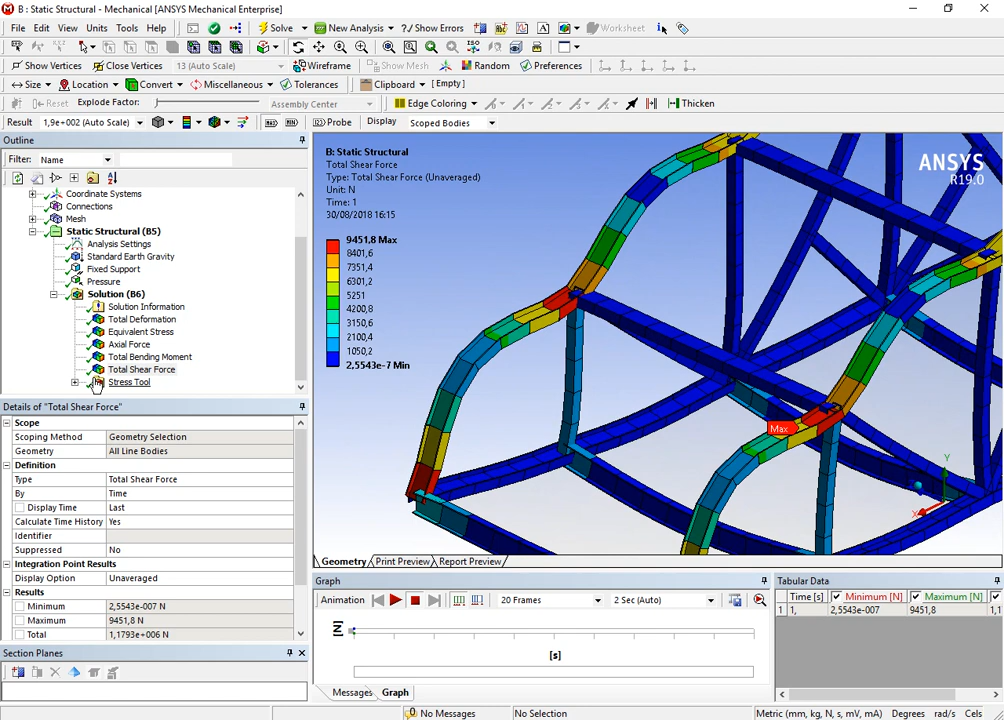 B : Static Structural - Mechanical [ANSYS Mechanical Enterprise]
File Edit View Units Tools Help Solve New Analysis Show Errors Worksheet
Show Vertices Close Vertices 13 (Auto Scale) Wireframe Show Mesh Random Preferences
Size Location Convert Miscellaneous Tolerances Clipboard [ Empty ]
Reset Explode Factor: Assembly Center Edge Coloring Thicken
Result 1,9e+002 (Auto Scale) Probe Display Scoped Bodies
Outline
Filter: Name
Coordinate Systems
Connections
Mesh
Static Structural (B5)
Analysis Settings
Standard Earth Gravity
Fixed Support
Pressure
Solution (B6)
Solution Information
Total Deformation
Equivalent Stress
Axial Force
Total Bending Moment
Total Shear Force
Stress Tool
Details of "Total Shear Force"
Scope
Scoping Method Geometry Selection
Geometry All Line Bodies
Definition
Type Total Shear Force
By Time
Display Time Last
Calculate Time History Yes
Identifier
Suppressed No
Integration Point Results
Display Option Unaveraged
Results
Minimum 2,5543e-007 N
Maximum 9451,8 N
Total 1,1793e+006 N
Section Planes
B: Static Structural
Total Shear Force
Type: Total Shear Force (Unaveraged)
Unit: N
Time: 1
30/08/2018 16:15
9451,8 Max
8401,6
7351,4
6301,2
5251
4200,8
3150,6
2100,4
1050,2
2,5543e-7 Min
ANSYS
R19.0
Max
Y
X
Geometry Print Preview Report Preview
Graph
Animation 20 Frames 2 Sec (Auto)
[s]
Messages Graph
Tabular Data
Time [s] Minimum [N] Maximum [N]
1 1, 2,5543e-007 9451,8 1,1
No Messages No Selection Metric (mm, kg, N, s, mV, mA) Degrees rad/s Cels